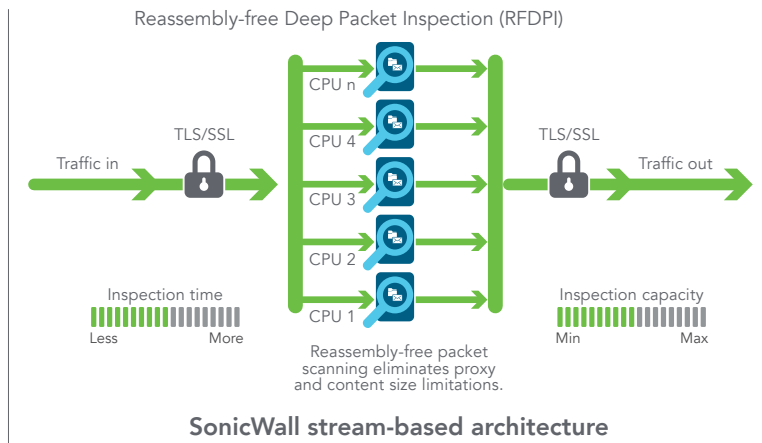 Reassembly-free Deep Packet Inspection (RFDPI)
CPU n
TLS/SSL
CPU 4
TLS/SSL
Traffic in
Traffic out
CPU 3
CPU 2
Inspection time
Less
More
CPU 1
Inspection capacity
Min
Max
Reassembly-free packet
scanning eliminates proxy
and content size limitations.
SonicWall stream-based architecture